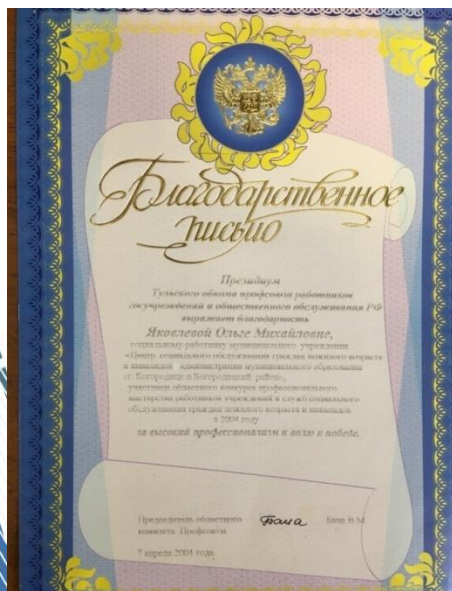 Благодарственное
письмо
Президиум
Тульского обкома профсоюза работников
госучреждений и общественного обслуживания РФ
выражает благодарность
Яковлевой Ольге Михайловне,
социальному работнику муниципального учреждения
«Центр социального обслуживания граждан пожилого возраста
и инвалидов администрации муниципального образования
«г. Богородицк и Богородицкий район»,
участнице областного конкурса профессионального
мастерства работников учреждений и служб социального
обслуживания граждан пожилого возраста и инвалидов
в 2004 году
за высокий профессионализм и волю к победе.
Председатель областного
комитета Профсоюза
7 апреля 2004 года